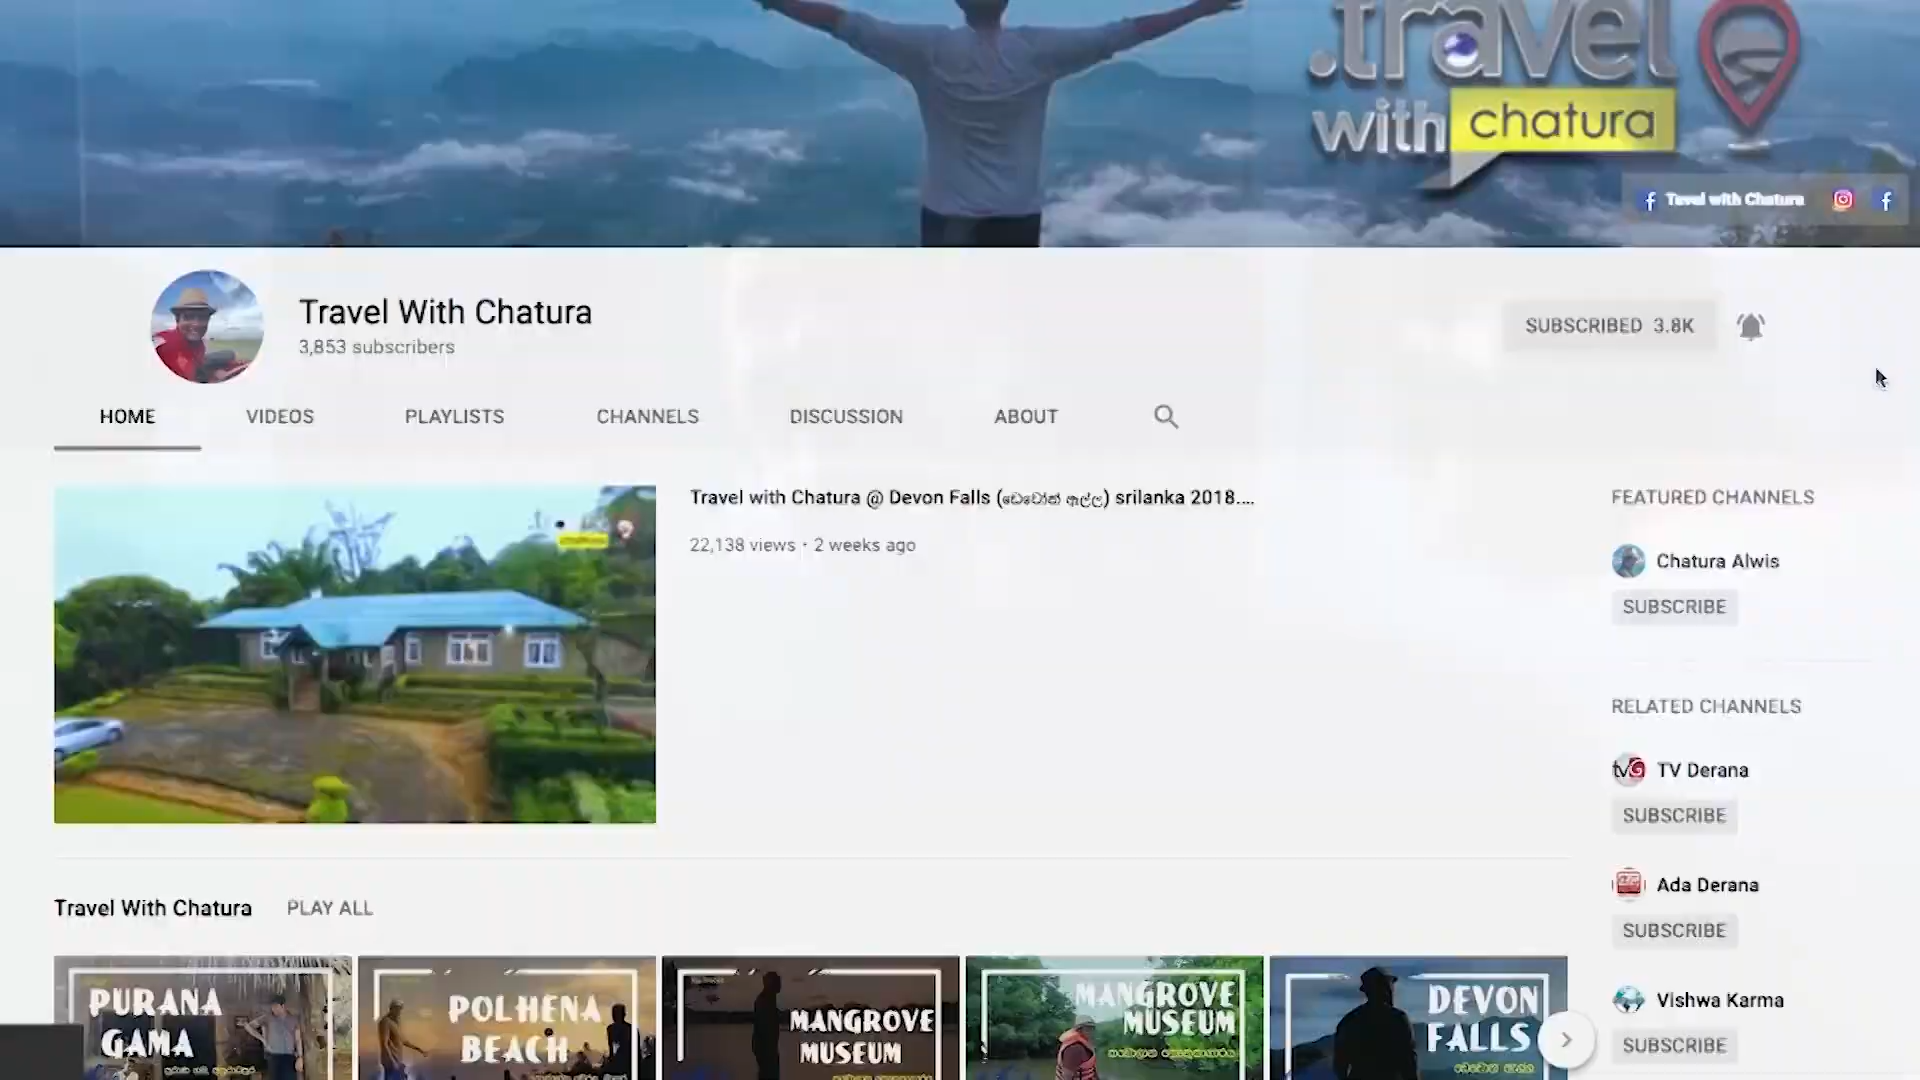 .travel
with chatura
Tavel with Chatura
Travel With Chatura
3,853 subscribers
SUBSCRIBED 3.8K
HOME VIDEOS PLAYLISTS CHANNELS DISCUSSION ABOUT
Travel with Chatura @ Devon Falls (ඩෙවෝන් ඇල්ල) srilanka 2018....
22,138 views · 2 weeks ago
FEATURED CHANNELS
Chatura Alwis
SUBSCRIBE
RELATED CHANNELS
TV Derana
SUBSCRIBE
Ada Derana
SUBSCRIBE
Vishwa Karma
SUBSCRIBE
Travel With Chatura PLAY ALL
PURANA
GAMA
POLHENA
BEACH
MANGROVE
MUSEUM
MANGROVE
MUSEUM
DEVON
FALLS
ඩෙවෝන් ඇල්ල